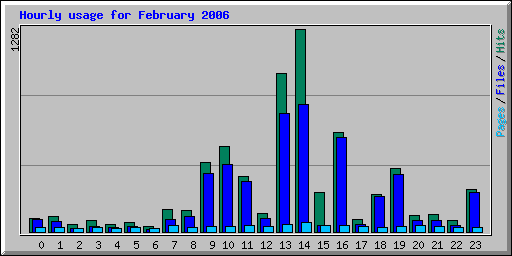 Hourly usage for February 2006
1282
Pages / Files / Hits
0 1 2 3 4 5 6 7 8 9 10 11 12 13 14 15 16 17 18 19 20 21 22 23